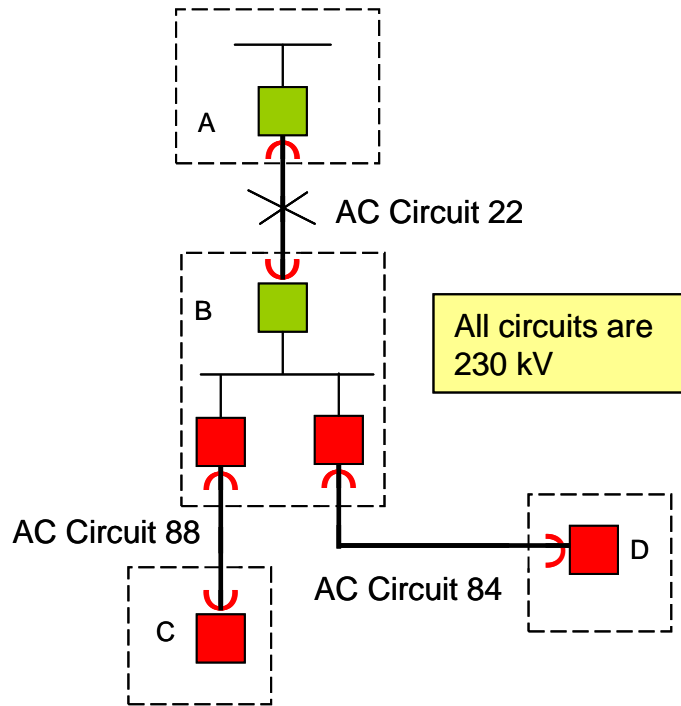 A
AC Circuit 22
B
All circuits are
230 kV
AC Circuit 88
D
AC Circuit 84
C